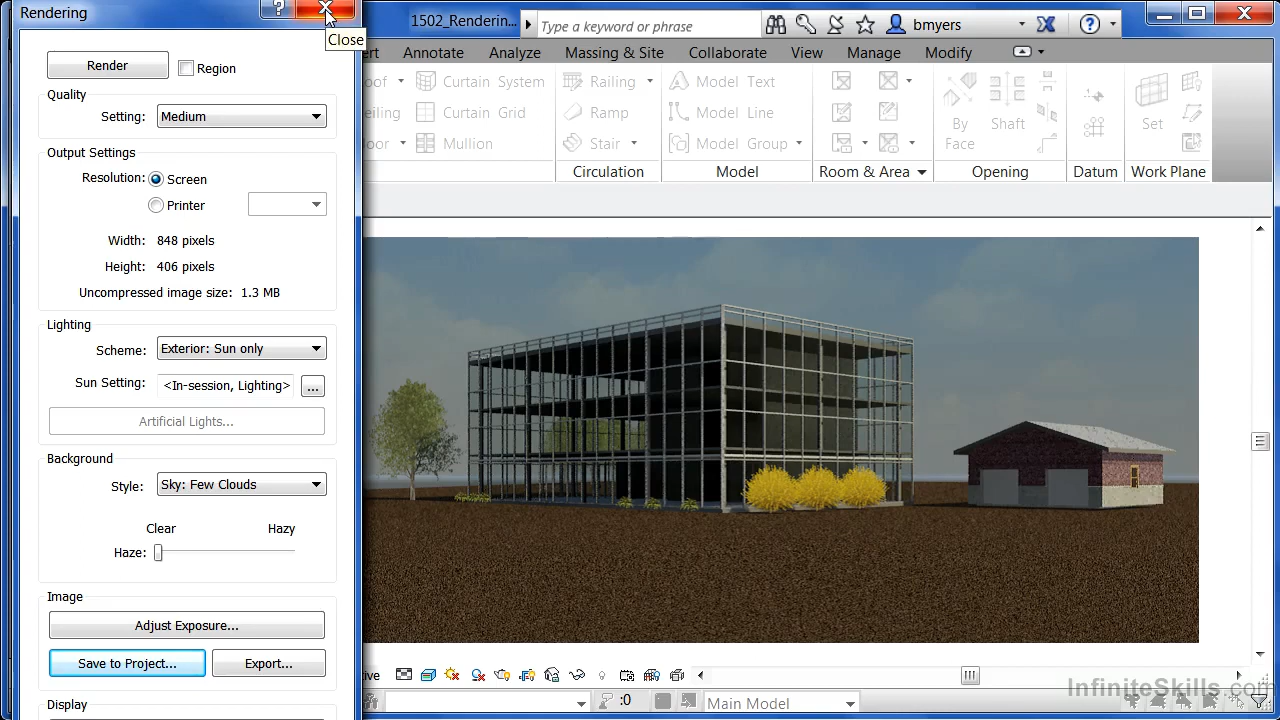 Rendering
Close
1502_Renderin...
Type a keyword or phrase
bmyers
Annotate Analyze Massing & Site Collaborate View Manage Modify
Render
Region
Quality
Setting: Medium
Output Settings
Resolution: Screen
Printer
Width: 848 pixels
Height: 406 pixels
Uncompressed image size: 1.3 MB
Lighting
Scheme: Exterior: Sun only
Sun Setting: <In-session, Lighting> ...
Artificial Lights...
Background
Style: Sky: Few Clouds
Clear Hazy
Haze:
Image
Adjust Exposure...
Save to Project... Export...
Display
Curtain System
Curtain Grid
Mullion
Railing
Ramp
Stair
Circulation
Model Text
Model Line
Model Group
Model
Room & Area
By
Face
Shaft
Opening
Datum
Set
Work Plane
:0
Main Model
InfiniteSkills.com